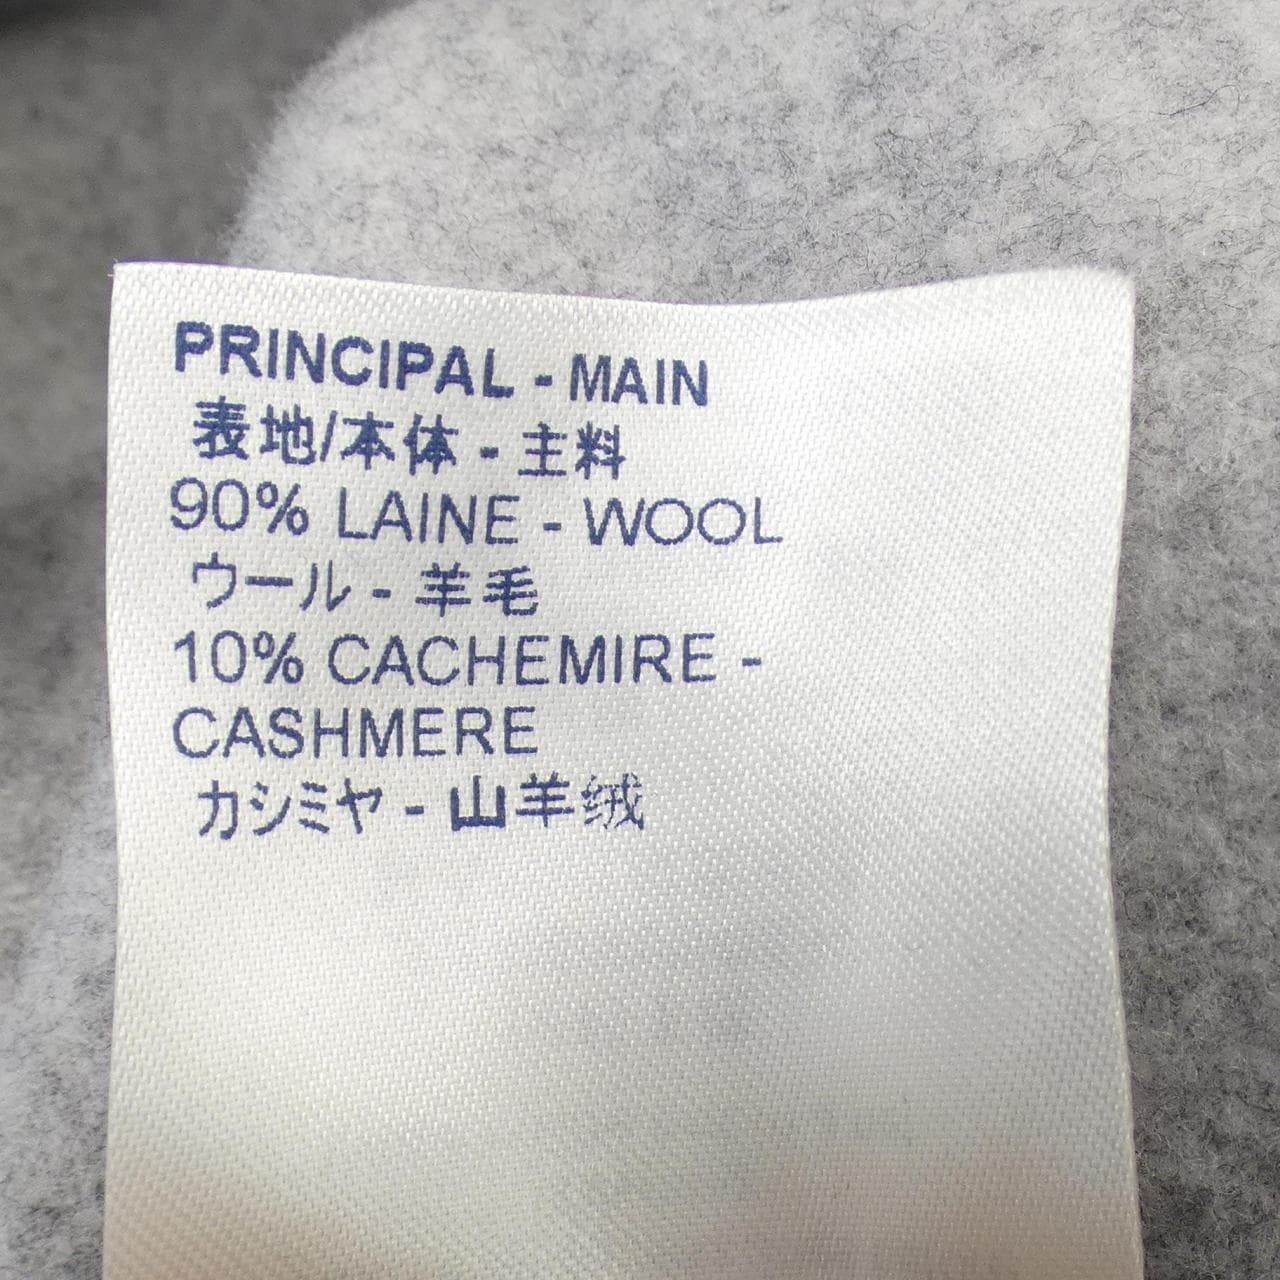 PRINCIPAL - MAIN
表地/本体 - 主料
90% LAINE - WOOL
ウール - 羊毛
10% CACHEMIRE -
CASHMERE
カシミヤ - 山羊绒